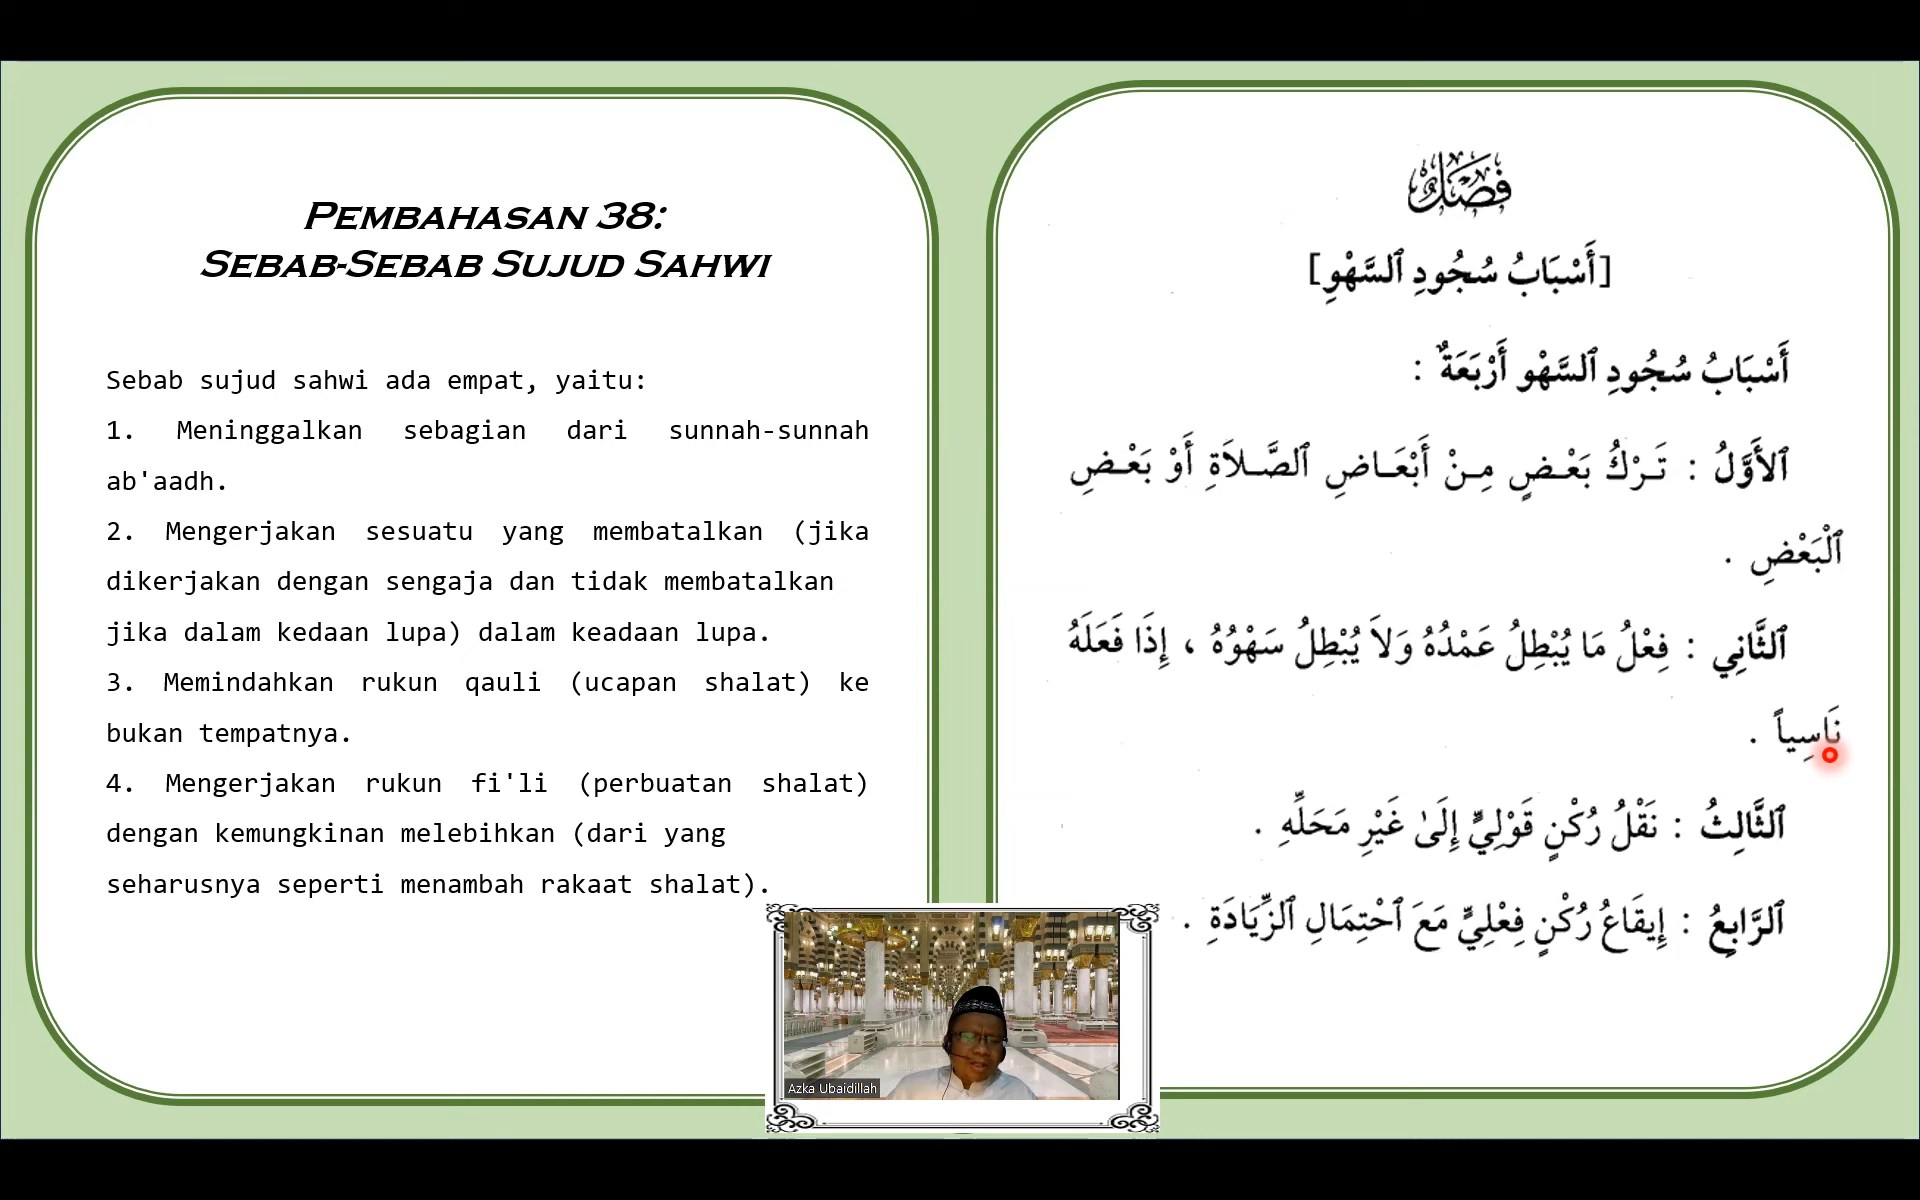 Pembahasan 38:
Sebab-Sebab Sujud Sahwi
Sebab sujud sahwi ada empat, yaitu:
1. Meninggalkan sebagian dari sunnah-sunnah
ab'aadh.
2. Mengerjakan sesuatu yang membatalkan (jika
dikerjakan dengan sengaja dan tidak membatalkan
jika dalam kedaan lupa) dalam keadaan lupa.
3. Memindahkan rukun qauli (ucapan shalat) ke
bukan tempatnya.
4. Mengerjakan rukun fi'li (perbuatan shalat)
dengan kemungkinan melebihkan (dari yang
seharusnya seperti menambah rakaat shalat).
فَصْلٌ
[أَسْبَابُ سُجُودِ ٱلسَّهْوِ]
أَسْبَابُ سُجُودِ ٱلسَّهْو أَرْبَعَةٌ :
ٱلأَوَّلُ : تَرْكُ بَعْضٍ مِنْ أَبْعَاضِ ٱلصَّلاَةِ أَوْ بَعْضِ
ٱلْبَعْضِ .
ٱلثَّانِي : فِعْلُ مَا يُبْطِلُ عَمْدُهُ وَلاَ يُبْطِلُ سَهْوُهُ ، إِذَا فَعَلَهُ
نَاسِياً .
ٱلثَّالِثُ : نَقْلُ رُكْنٍ قَوْلِيٍّ إِلَىٰ غَيْرِ مَحَلِّهِ .
ٱلرَّابِعُ : إِيقَاعُ رُكْنٍ فِعْلِيٍّ مَعَ ٱحْتِمَالِ ٱلزِّيَادَةِ .
Azka Ubaidillah